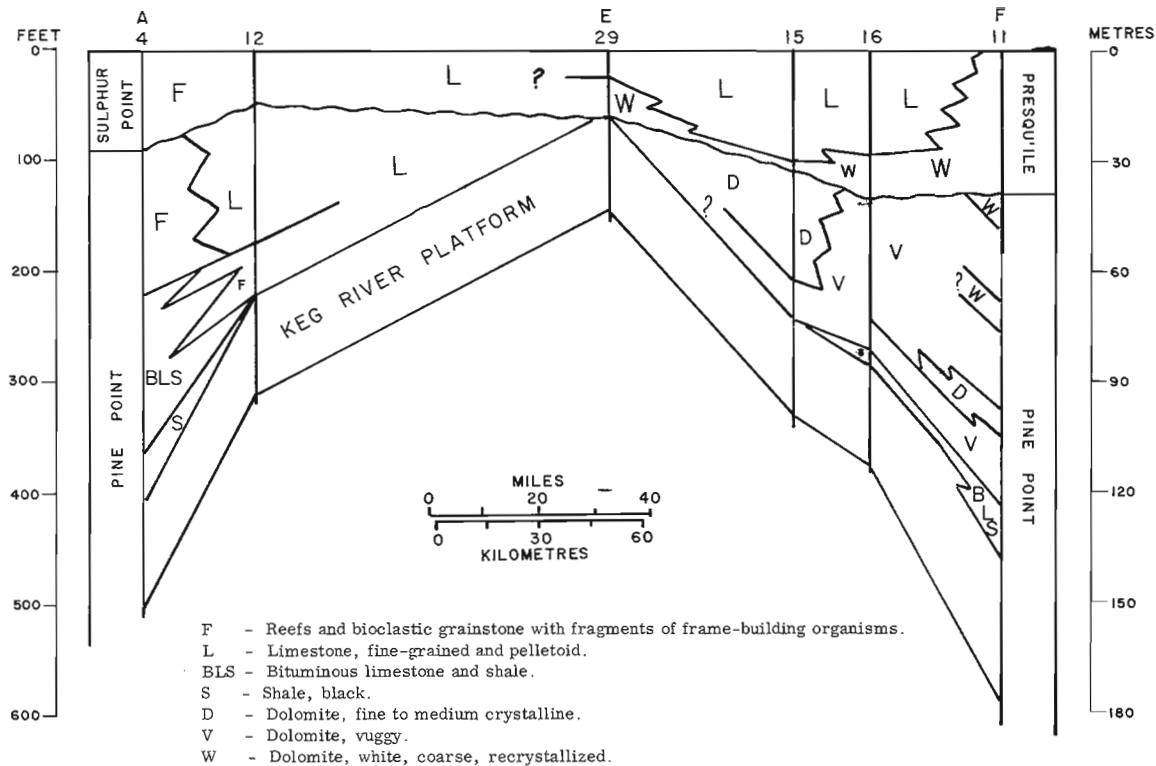 A E F
FEET 4 12 29 15 16 11 METRES
0 0
SULPHUR POINT
F L ? W L L L PRESQU'ILE
W W
100 30
F L L D W
? D V V
200 60
F KEG RIVER PLATFORM ? W
BLS
300 90
S D
PINE POINT V PINE POINT
400 MILES 120
0 20 40 BLS
0 30 60
KILOMETRES
500 150
F - Reefs and bioclastic grainstone with fragments of frame-building organisms.
L - Limestone, fine-grained and pelletoid.
BLS - Bituminous limestone and shale.
S - Shale, black.
D - Dolomite, fine to medium crystalline.
600 V - Dolomite, vuggy. 180
W - Dolomite, white, coarse, recrystallized.